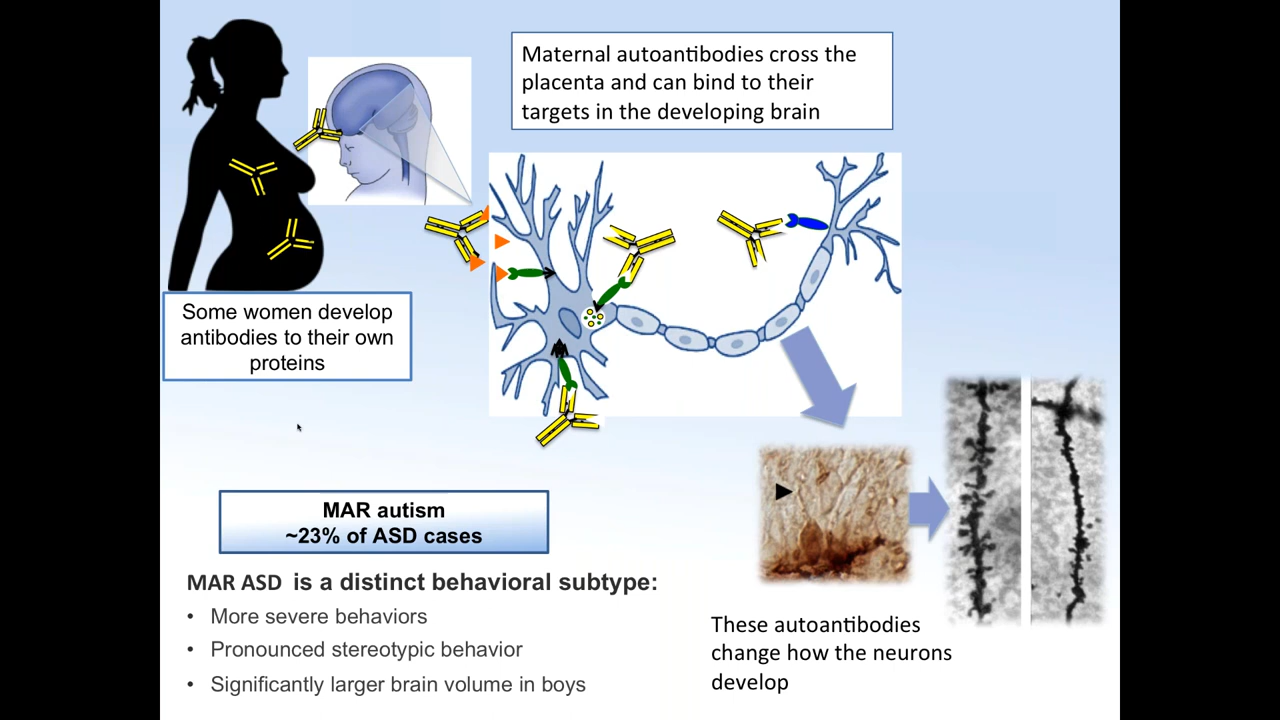 Maternal autoantibodies cross the
placenta and can bind to their
targets in the developing brain
Some women develop
antibodies to their own
proteins
MAR autism
~23% of ASD cases
MAR ASD is a distinct behavioral subtype:
• More severe behaviors
• Pronounced stereotypic behavior
• Significantly larger brain volume in boys
These autoantibodies
change how the neurons
develop